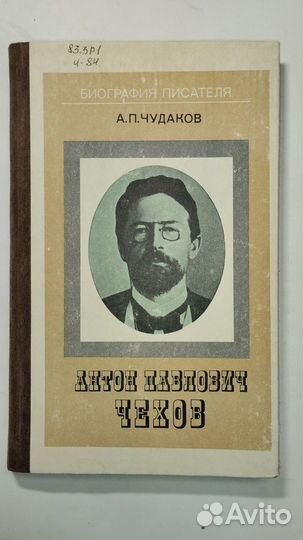 83.3Р1
Ч-84
БИОГРАФИЯ ПИСАТЕЛЯ
А.П.ЧУДАКОВ
АНТОН ПАВЛОВИЧ
ЧЕХОВ
Avito